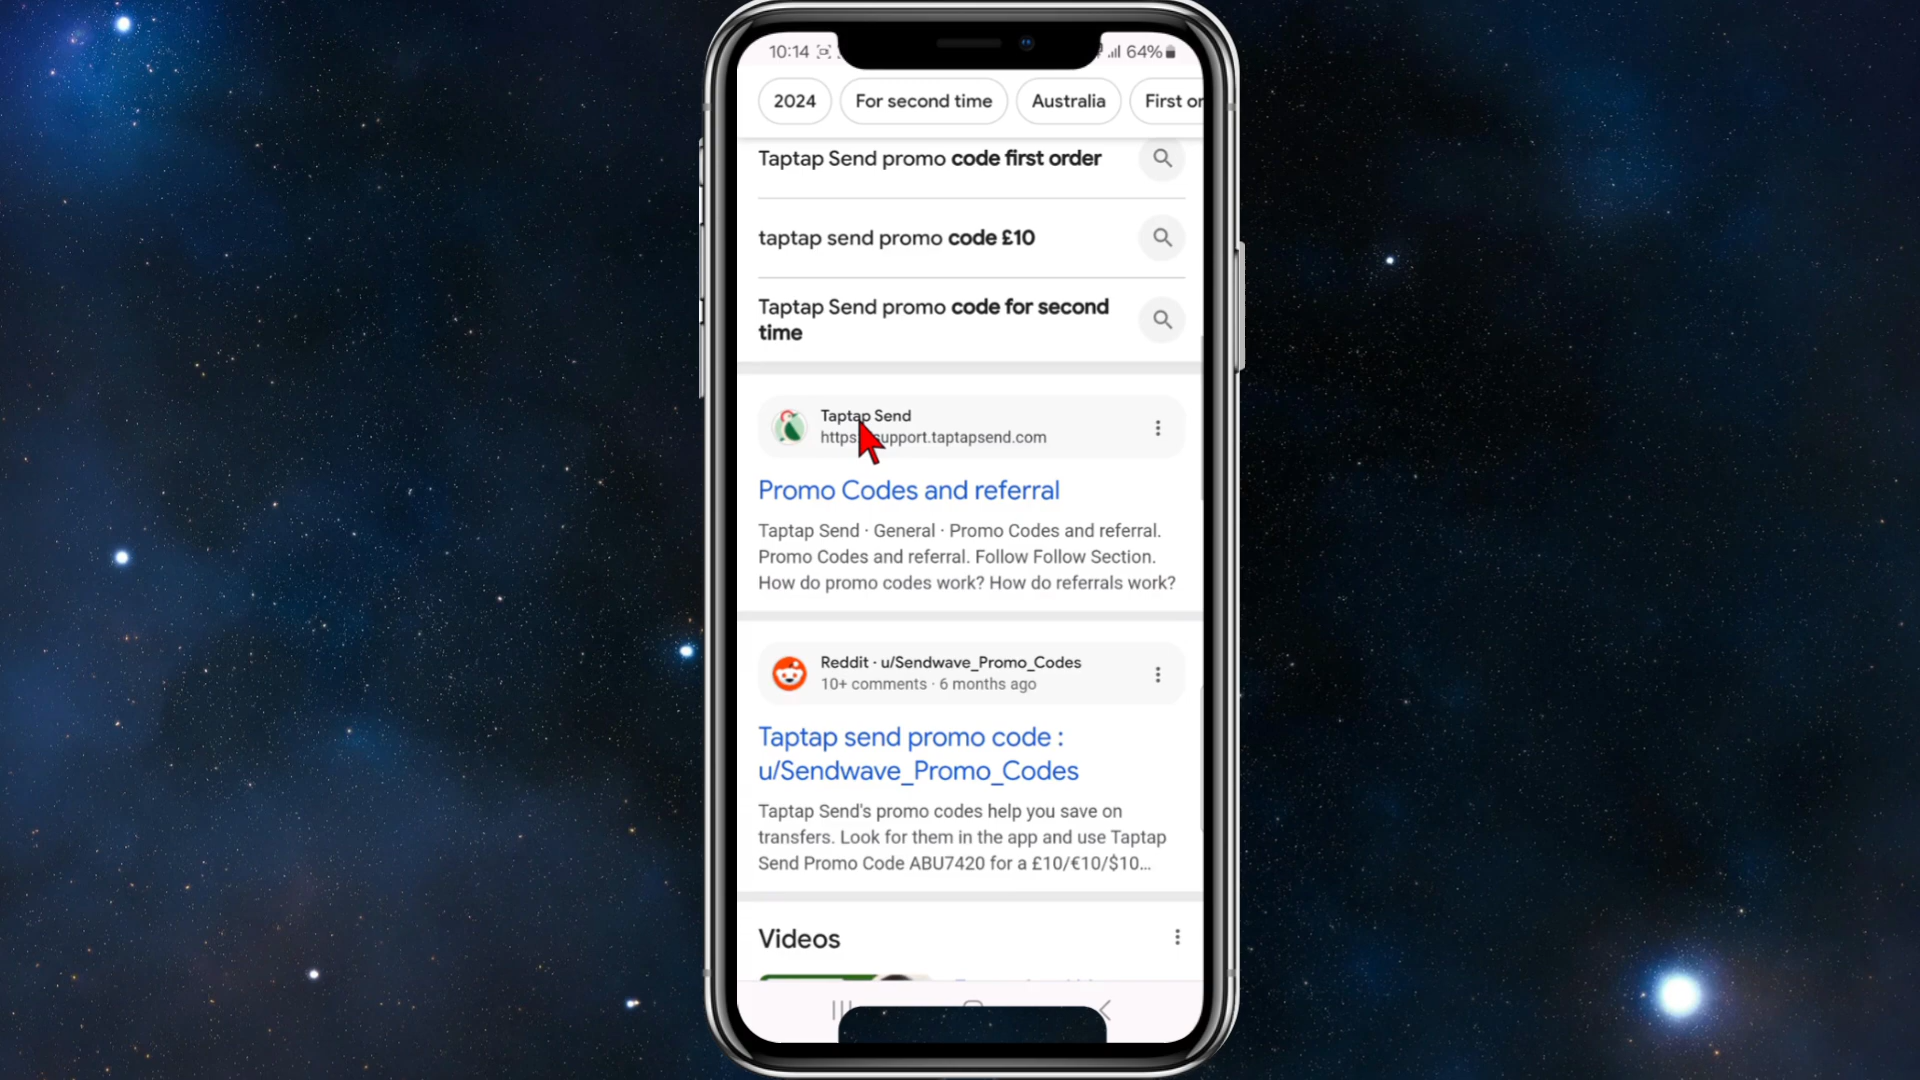 10:14
64%
2024
For second time
Australia
First or
Taptap Send promo code first order
taptap send promo code £10
Taptap Send promo code for second
time
Taptap Send
https support.taptapsend.com
Promo Codes and referral
Taptap Send · General · Promo Codes and referral.
Promo Codes and referral. Follow Follow Section.
How do promo codes work? How do referrals work?
Reddit · u/Sendwave_Promo_Codes
10+ comments · 6 months ago
Taptap send promo code :
u/Sendwave_Promo_Codes
Taptap Send's promo codes help you save on
transfers. Look for them in the app and use Taptap
Send Promo Code ABU7420 for a £10/€10/$10...
Videos